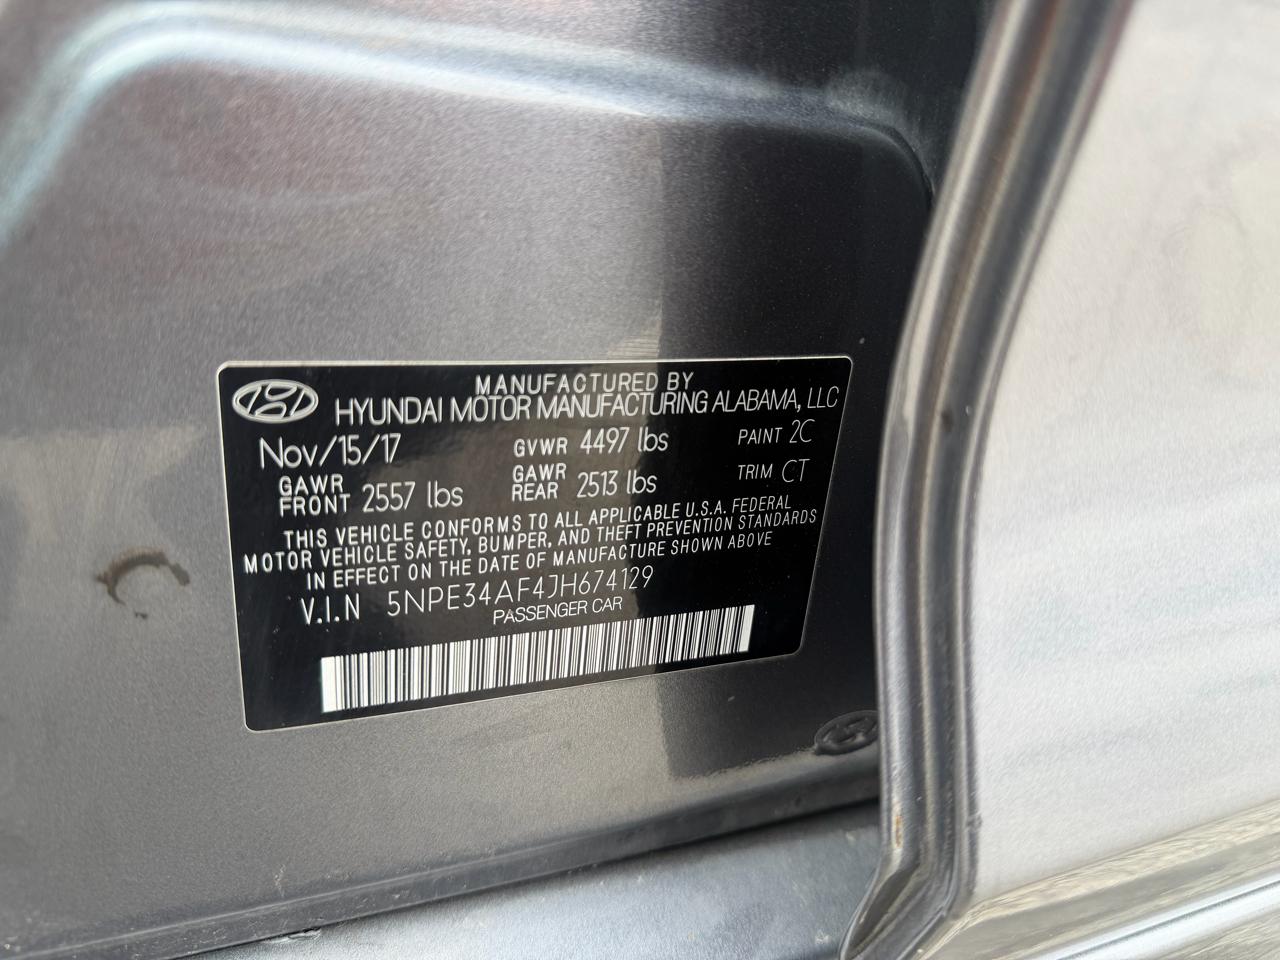 MANUFACTURED BY
HYUNDAI MOTOR MANUFACTURING ALABAMA, LLC
Nov/15/17 GVWR 4497 lbs PAINT 2C
GAWR FRONT 2557 lbs GAWR REAR 2513 lbs TRIM CT
THIS VEHICLE CONFORMS TO ALL APPLICABLE U.S.A. FEDERAL
MOTOR VEHICLE SAFETY, BUMPER, AND THEFT PREVENTION STANDARDS
IN EFFECT ON THE DATE OF MANUFACTURE SHOWN ABOVE
V.I.N 5NPE34AF4JH674129
PASSENGER CAR